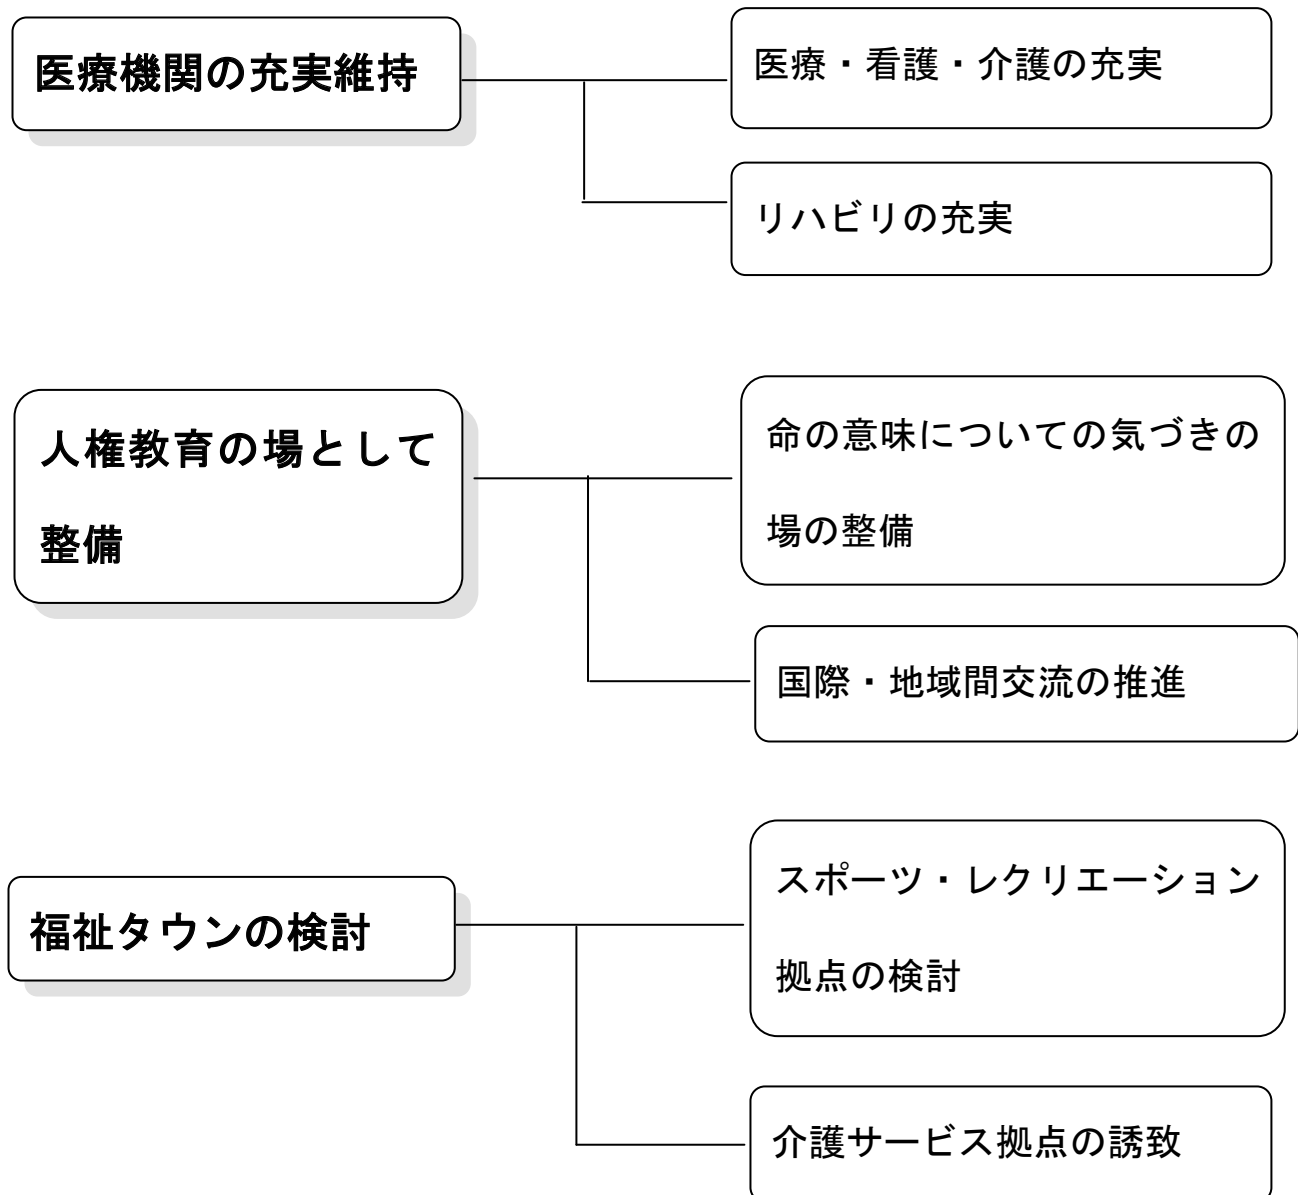 医療機関の充実維持
医療・看護・介護の充実
リハビリの充実
人権教育の場として
整備
命の意味についての気づきの
場の整備
国際・地域間交流の推進
福祉タウンの検討
スポーツ・レクリエーション
拠点の検討
介護サービス拠点の誘致